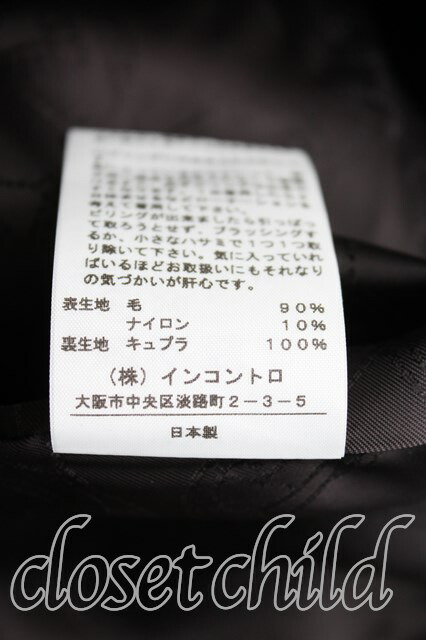 ピリングが出来ましたら引っぱっ
て取ろうとせず、ブラッシングす
るか、小さなハサミで1つ1つ取
り除いて下さい。気に入っていれ
ばいるほどお取扱いにもそれなり
の気づかいが肝心です。
表生地 毛 90%
ナイロン 10%
裏生地 キュプラ 100%
(株)インコントロ
大阪市中央区淡路町2-3-5
日本製
closet child